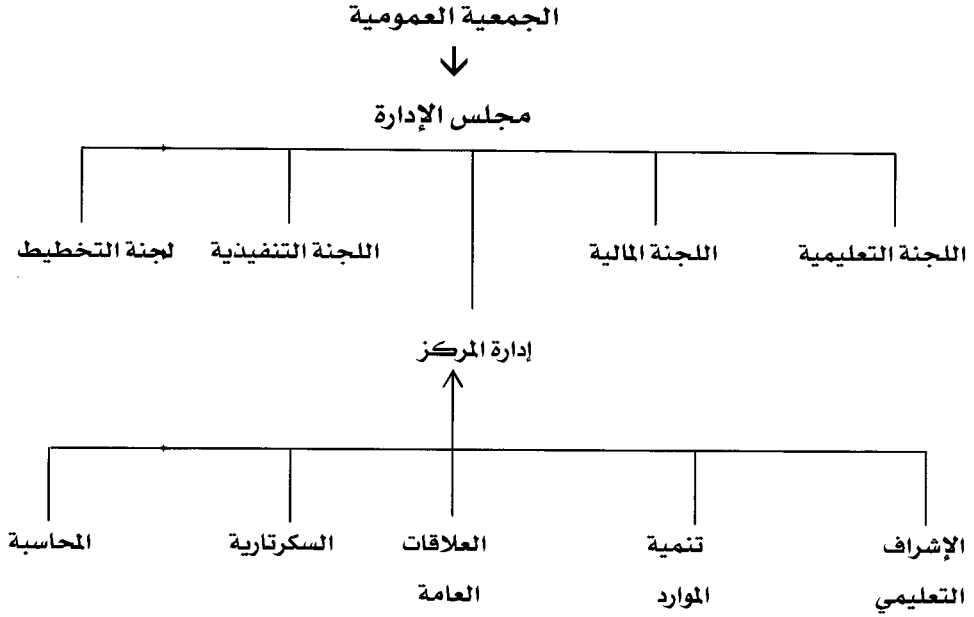 الجمعية العمومية
مجلس الإدارة
اللجنة التعليمية اللجنة المالية اللجنة التنفيذية لجنة التخطيط
إدارة المركز
الإشراف تنمية العلاقات السكرتارية المحاسبة
التعليمي الموارد العامة